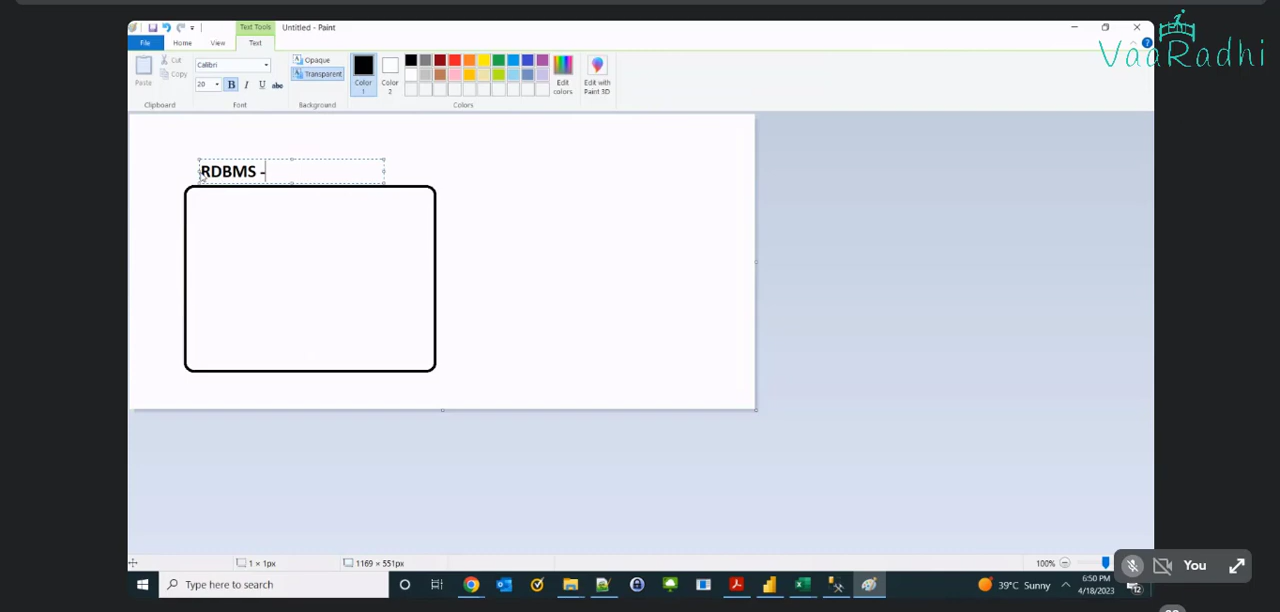 Text Tools
Untitled - Paint
File
Home
View
Text
VâaRadhi
Paste
Cut
Copy
Clipboard
Calibri
20
B
I
U
abc
Font
Opaque
Transparent
Background
Color 1
Color 2
Colors
Edit colors
Edit with Paint 3D
RDBMS -
1 × 1px
1169 × 551px
100%
You
Type here to search
39°C Sunny
6:50 PM
4/18/2023
12